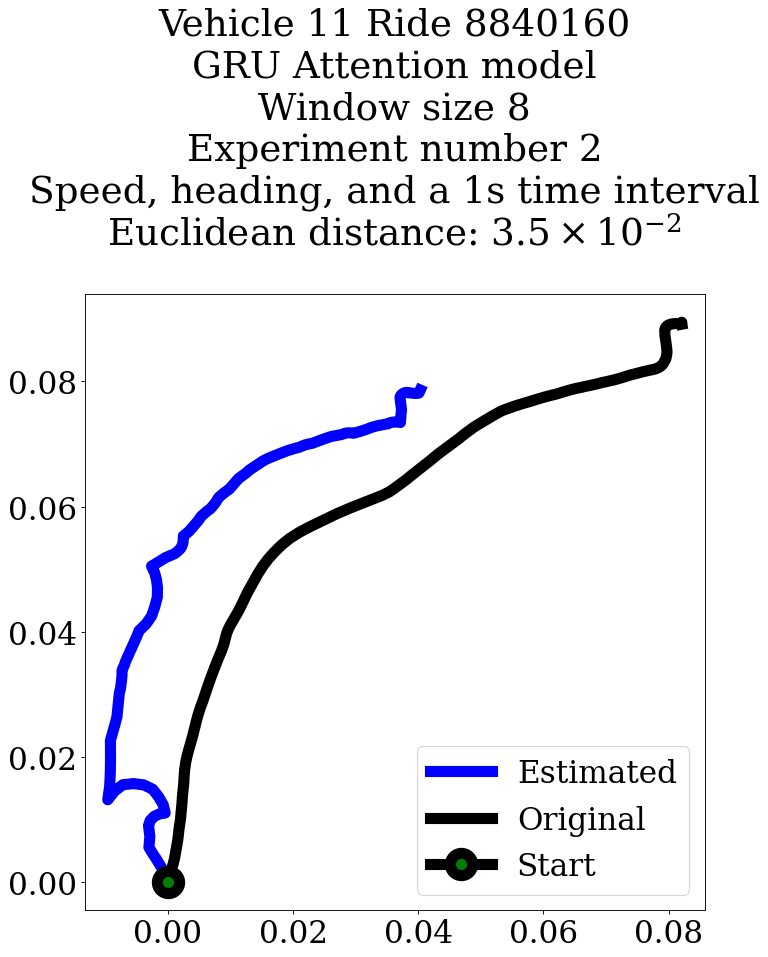 Vehicle 11 Ride 8840160
GRU Attention model
Window size 8
Experiment number 2
Speed, heading, and a 1s time interval
Euclidean distance: 3.5 × 10⁻²
0.08
0.06
0.04
0.02
0.00
Estimated
Original
Start
0.00 0.02 0.04 0.06 0.08